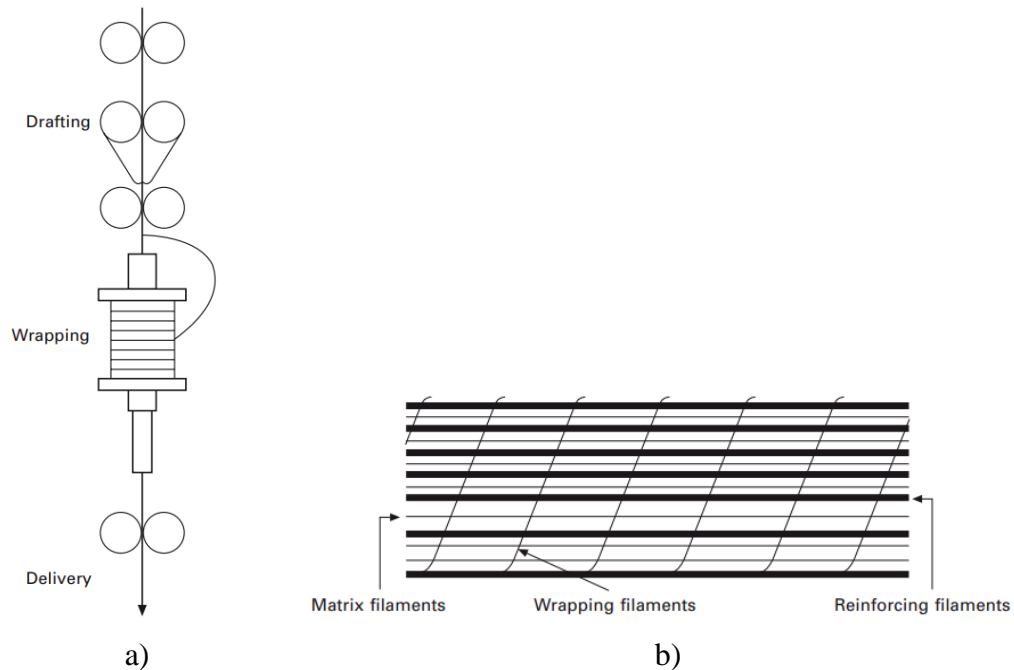 Drafting
Wrapping
Delivery
Matrix filaments
Wrapping filaments
Reinforcing filaments
a)
b)